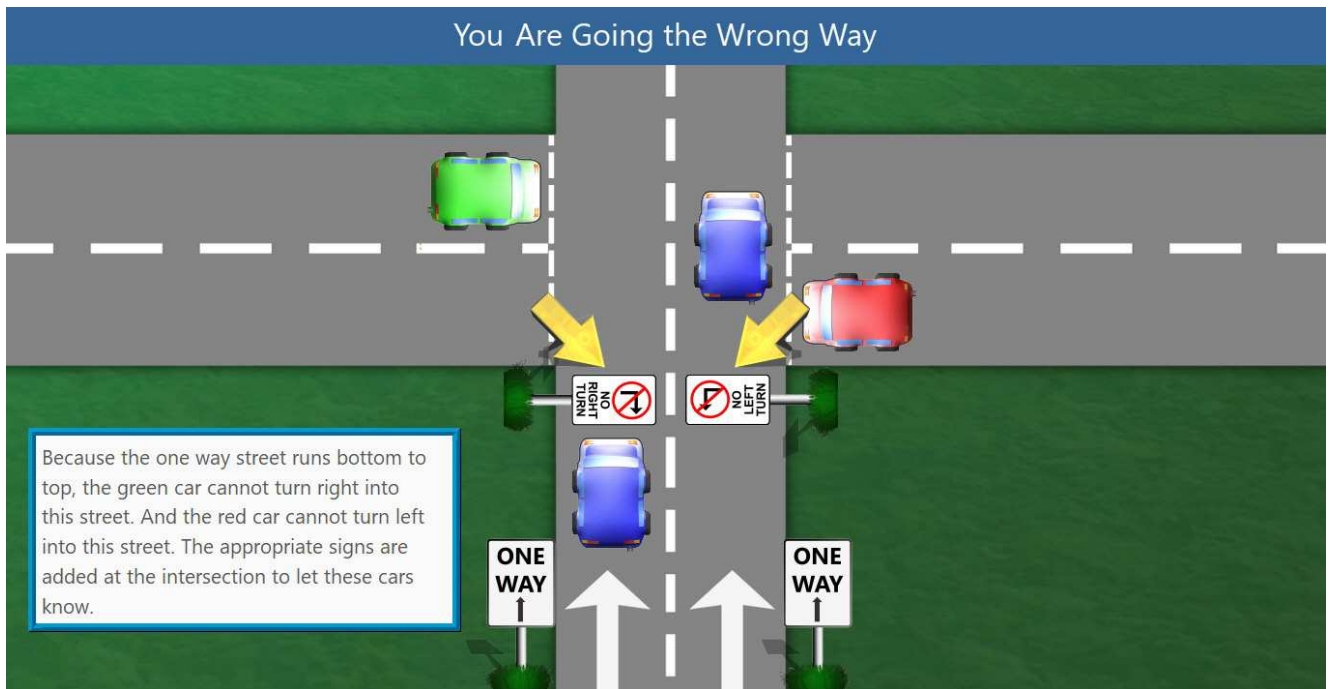 You Are Going the Wrong Way
NO
RIGHT
TURN
NO
LEFT
TURN
Because the one way street runs bottom to
top, the green car cannot turn right into
this street. And the red car cannot turn left
into this street. The appropriate signs are
added at the intersection to let these cars
know.
ONE
WAY
ONE
WAY